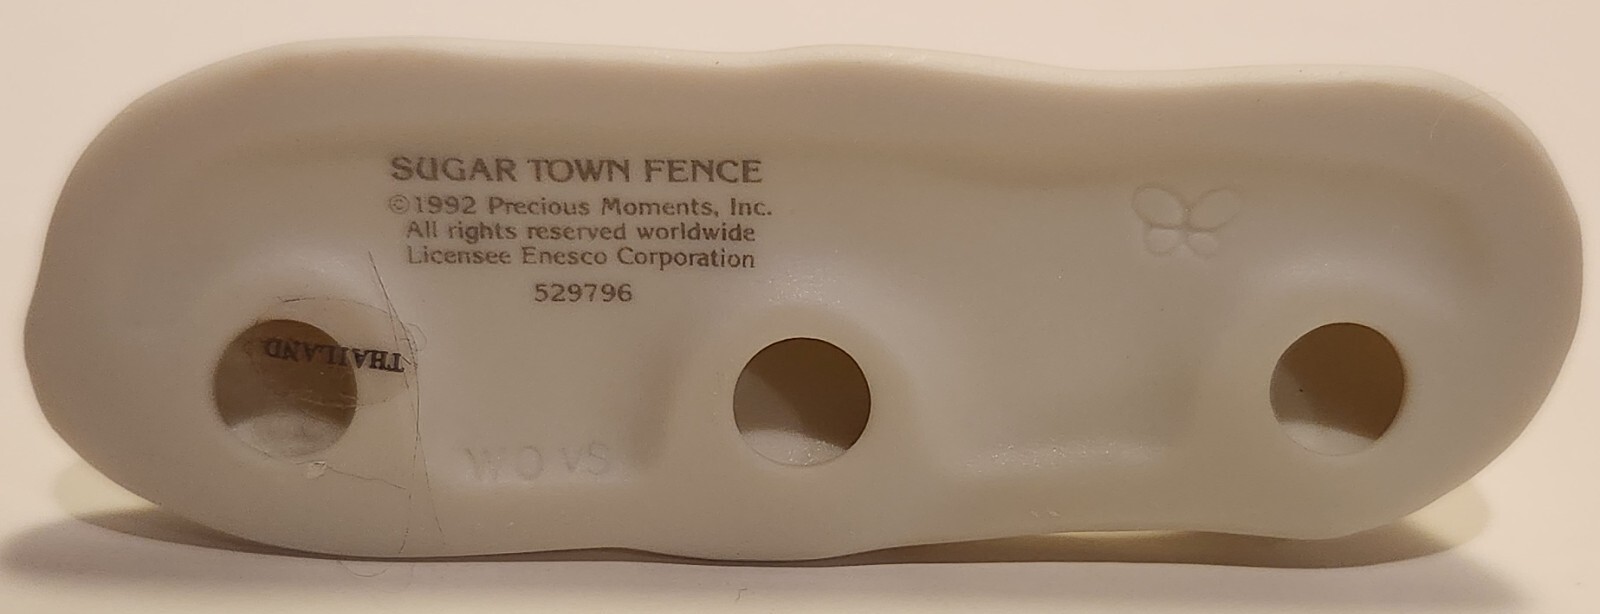 SUGAR TOWN FENCE
©1992 Precious Moments, Inc.
All rights reserved worldwide
Licensee Enesco Corporation
529796
THAILAND